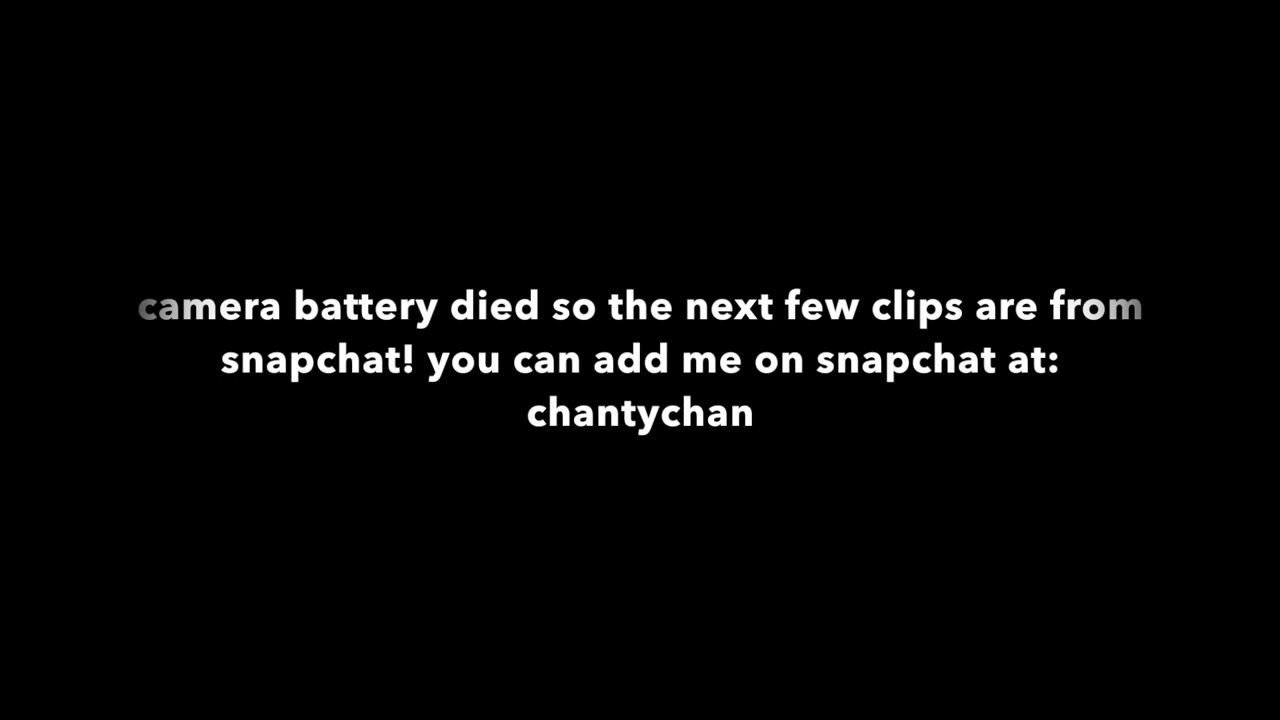 camera battery died so the next few clips are from
snapchat! you can add me on snapchat at:
chantychan